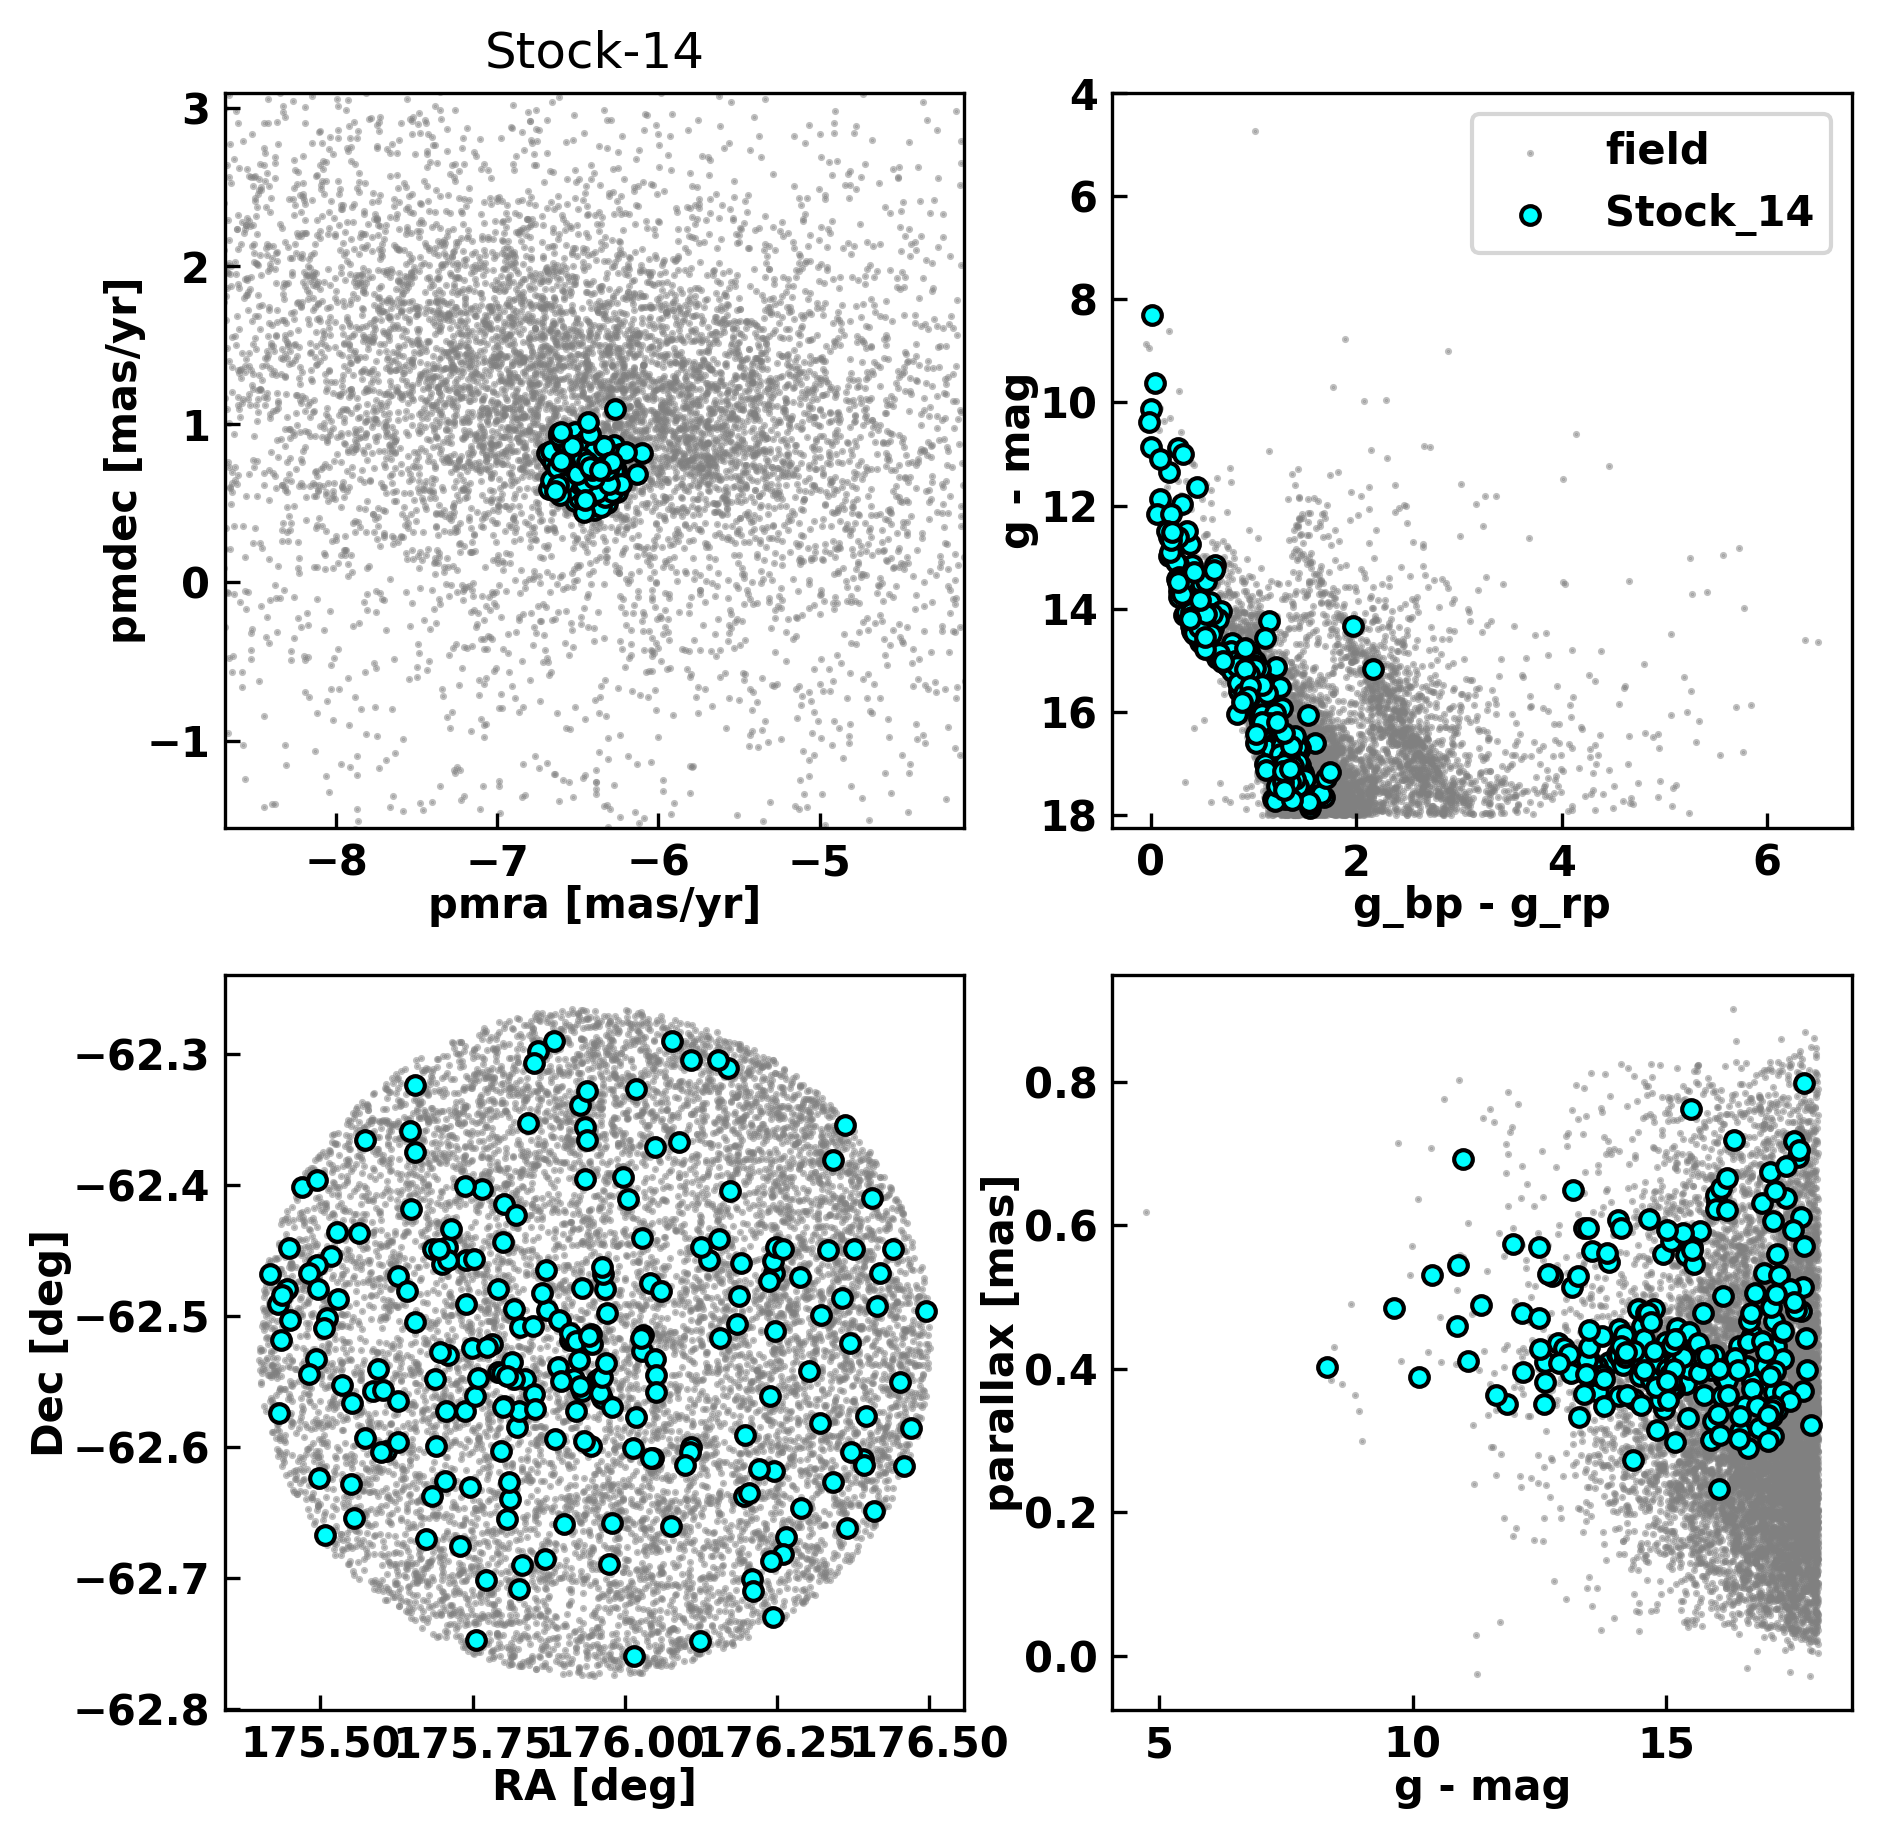 Stock-14
3
2
1
0
−1
pmdec [mas/yr]
−8 −7 −6 −5
pmra [mas/yr]
4
6
8
10
12
14
16
18
g - mag
field
Stock_14
0 2 4 6
g_bp - g_rp
−62.3
−62.4
−62.5
−62.6
−62.7
−62.8
Dec [deg]
175.50 175.75 176.00 176.25 176.50
RA [deg]
0.8
0.6
0.4
0.2
0.0
parallax [mas]
5 10 15
g - mag